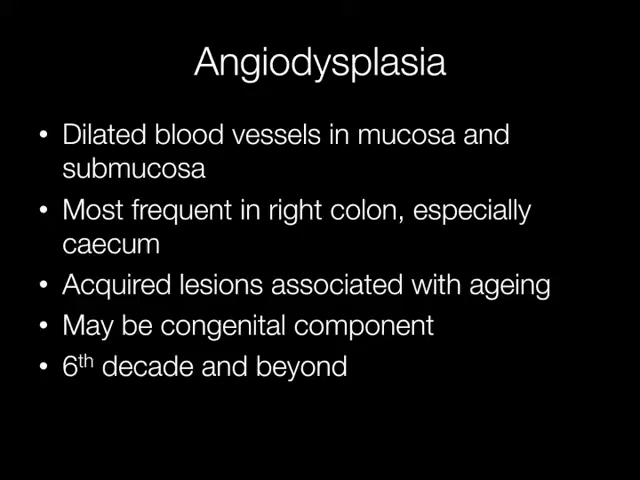 Angiodysplasia
• Dilated blood vessels in mucosa and
submucosa
• Most frequent in right colon, especially
caecum
• Acquired lesions associated with ageing
• May be congenital component
• 6th decade and beyond